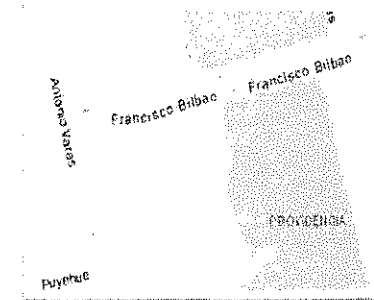 Francisco Bilbao
Francisco Bilbao
Antonio Varas
PROVIDENCIA
Puyehue